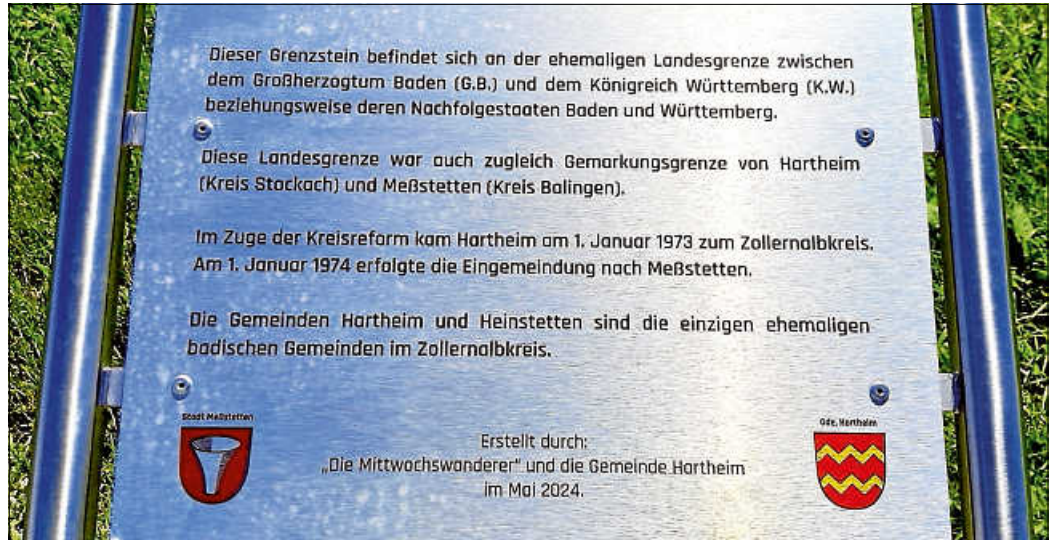 Dieser Grenzstein befindet sich an der ehemaligen Landesgrenze zwischen
dem Großherzogtum Baden (G.B.) und dem Königreich Württemberg (K.W.)
beziehungsweise deren Nachfolgestaaten Baden und Württemberg.
Diese Landesgrenze war auch zugleich Gemarkungsgrenze von Hartheim
(Kreis Stockach) und Meßstetten (Kreis Balingen).
Im Zuge der Kreisreform kam Hartheim am 1. Januar 1973 zum Zollernalbkreis.
Am 1. Januar 1974 erfolgte die Eingemeindung nach Meßstetten.
Die Gemeinden Hartheim und Heinstetten sind die einzigen ehemaligen
badischen Gemeinden im Zollernalbkreis.
Stadt Meßstetten
Gde. Hartheim
Erstellt durch:
„Die Mittwochswanderer" und die Gemeinde Hartheim
im Mai 2024.